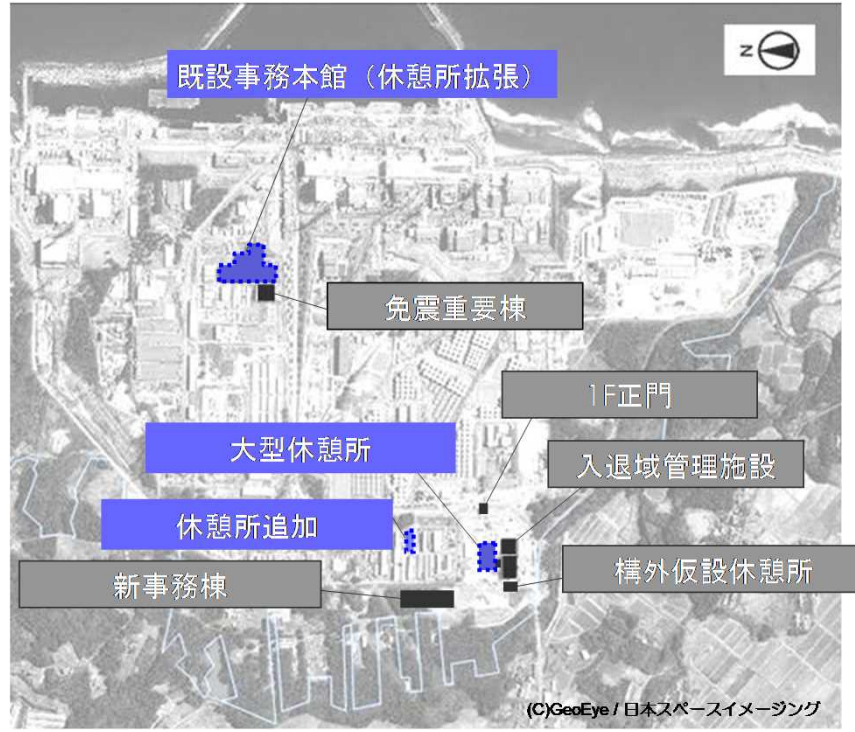 既設事務本館（休憩所拡張）
N
免震重要棟
1F正門
大型休憩所
入退域管理施設
休憩所追加
構外仮設休憩所
新事務棟
(C)GeoEye / 日本スペースイメージング